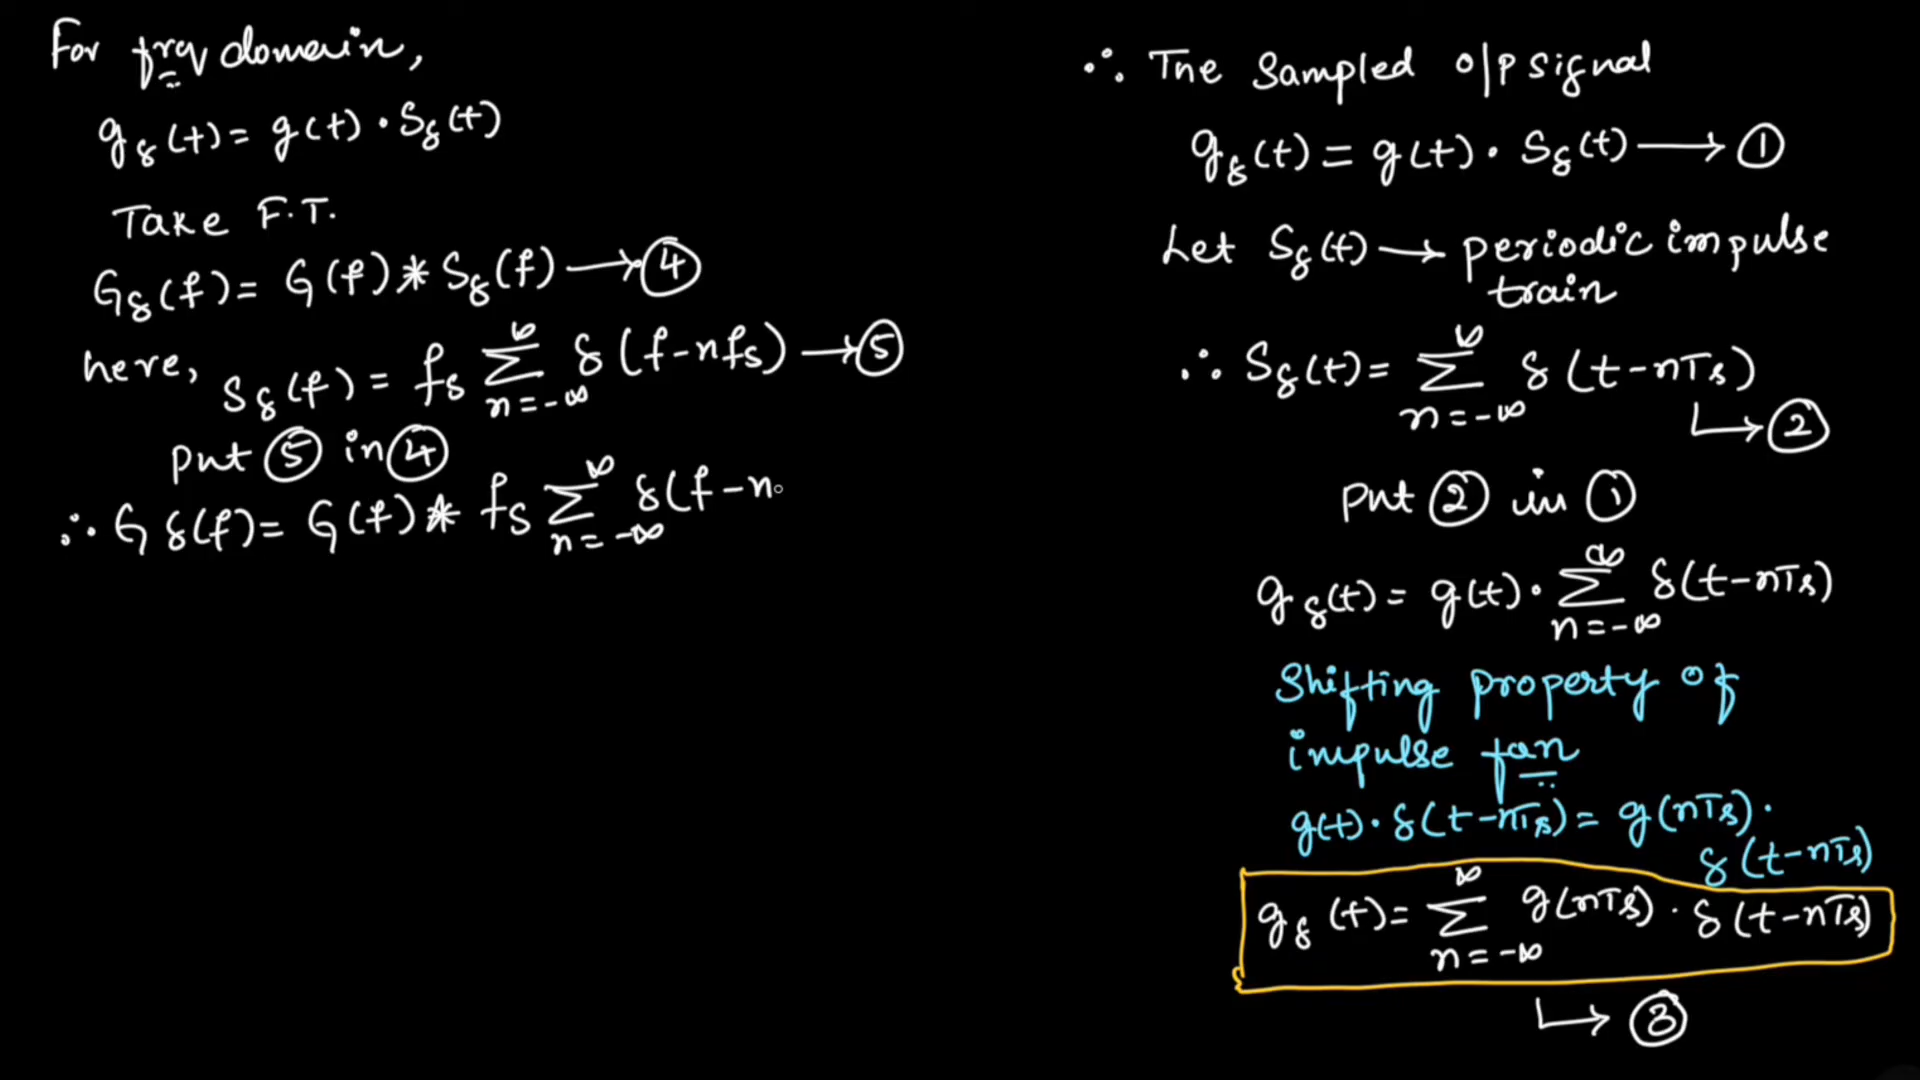 For freq domain,
gδ(t) = g(t) · Sδ(t)
Take F.T.
Gδ(f) = G(f) * Sδ(f) → ④
here, Sδ(f) = fs ∑ n=-∞ ∞ δ(f-nfs) → ⑤
put ⑤ in ④
∴ Gδ(f) = G(f) * fs ∑ n=-∞ ∞ δ(f-n
∴ The Sampled o/p signal
gδ(t) = g(t) · Sδ(t) → ①
Let Sδ(t) → periodic impulse
train
∴ Sδ(t) = ∑ n=-∞ ∞ δ(t-nTs)
↳ ②
put ② in ①
gδ(t) = g(t) · ∑ n=-∞ ∞ δ(t-nTs)
Shifting property of
impulse fcn
g(t) · δ(t-nTs) = g(nTs) ·
δ(t-nTs)
gδ(t) = ∑ n=-∞ ∞ g(nTs) · δ(t-nTs)
↳ ③